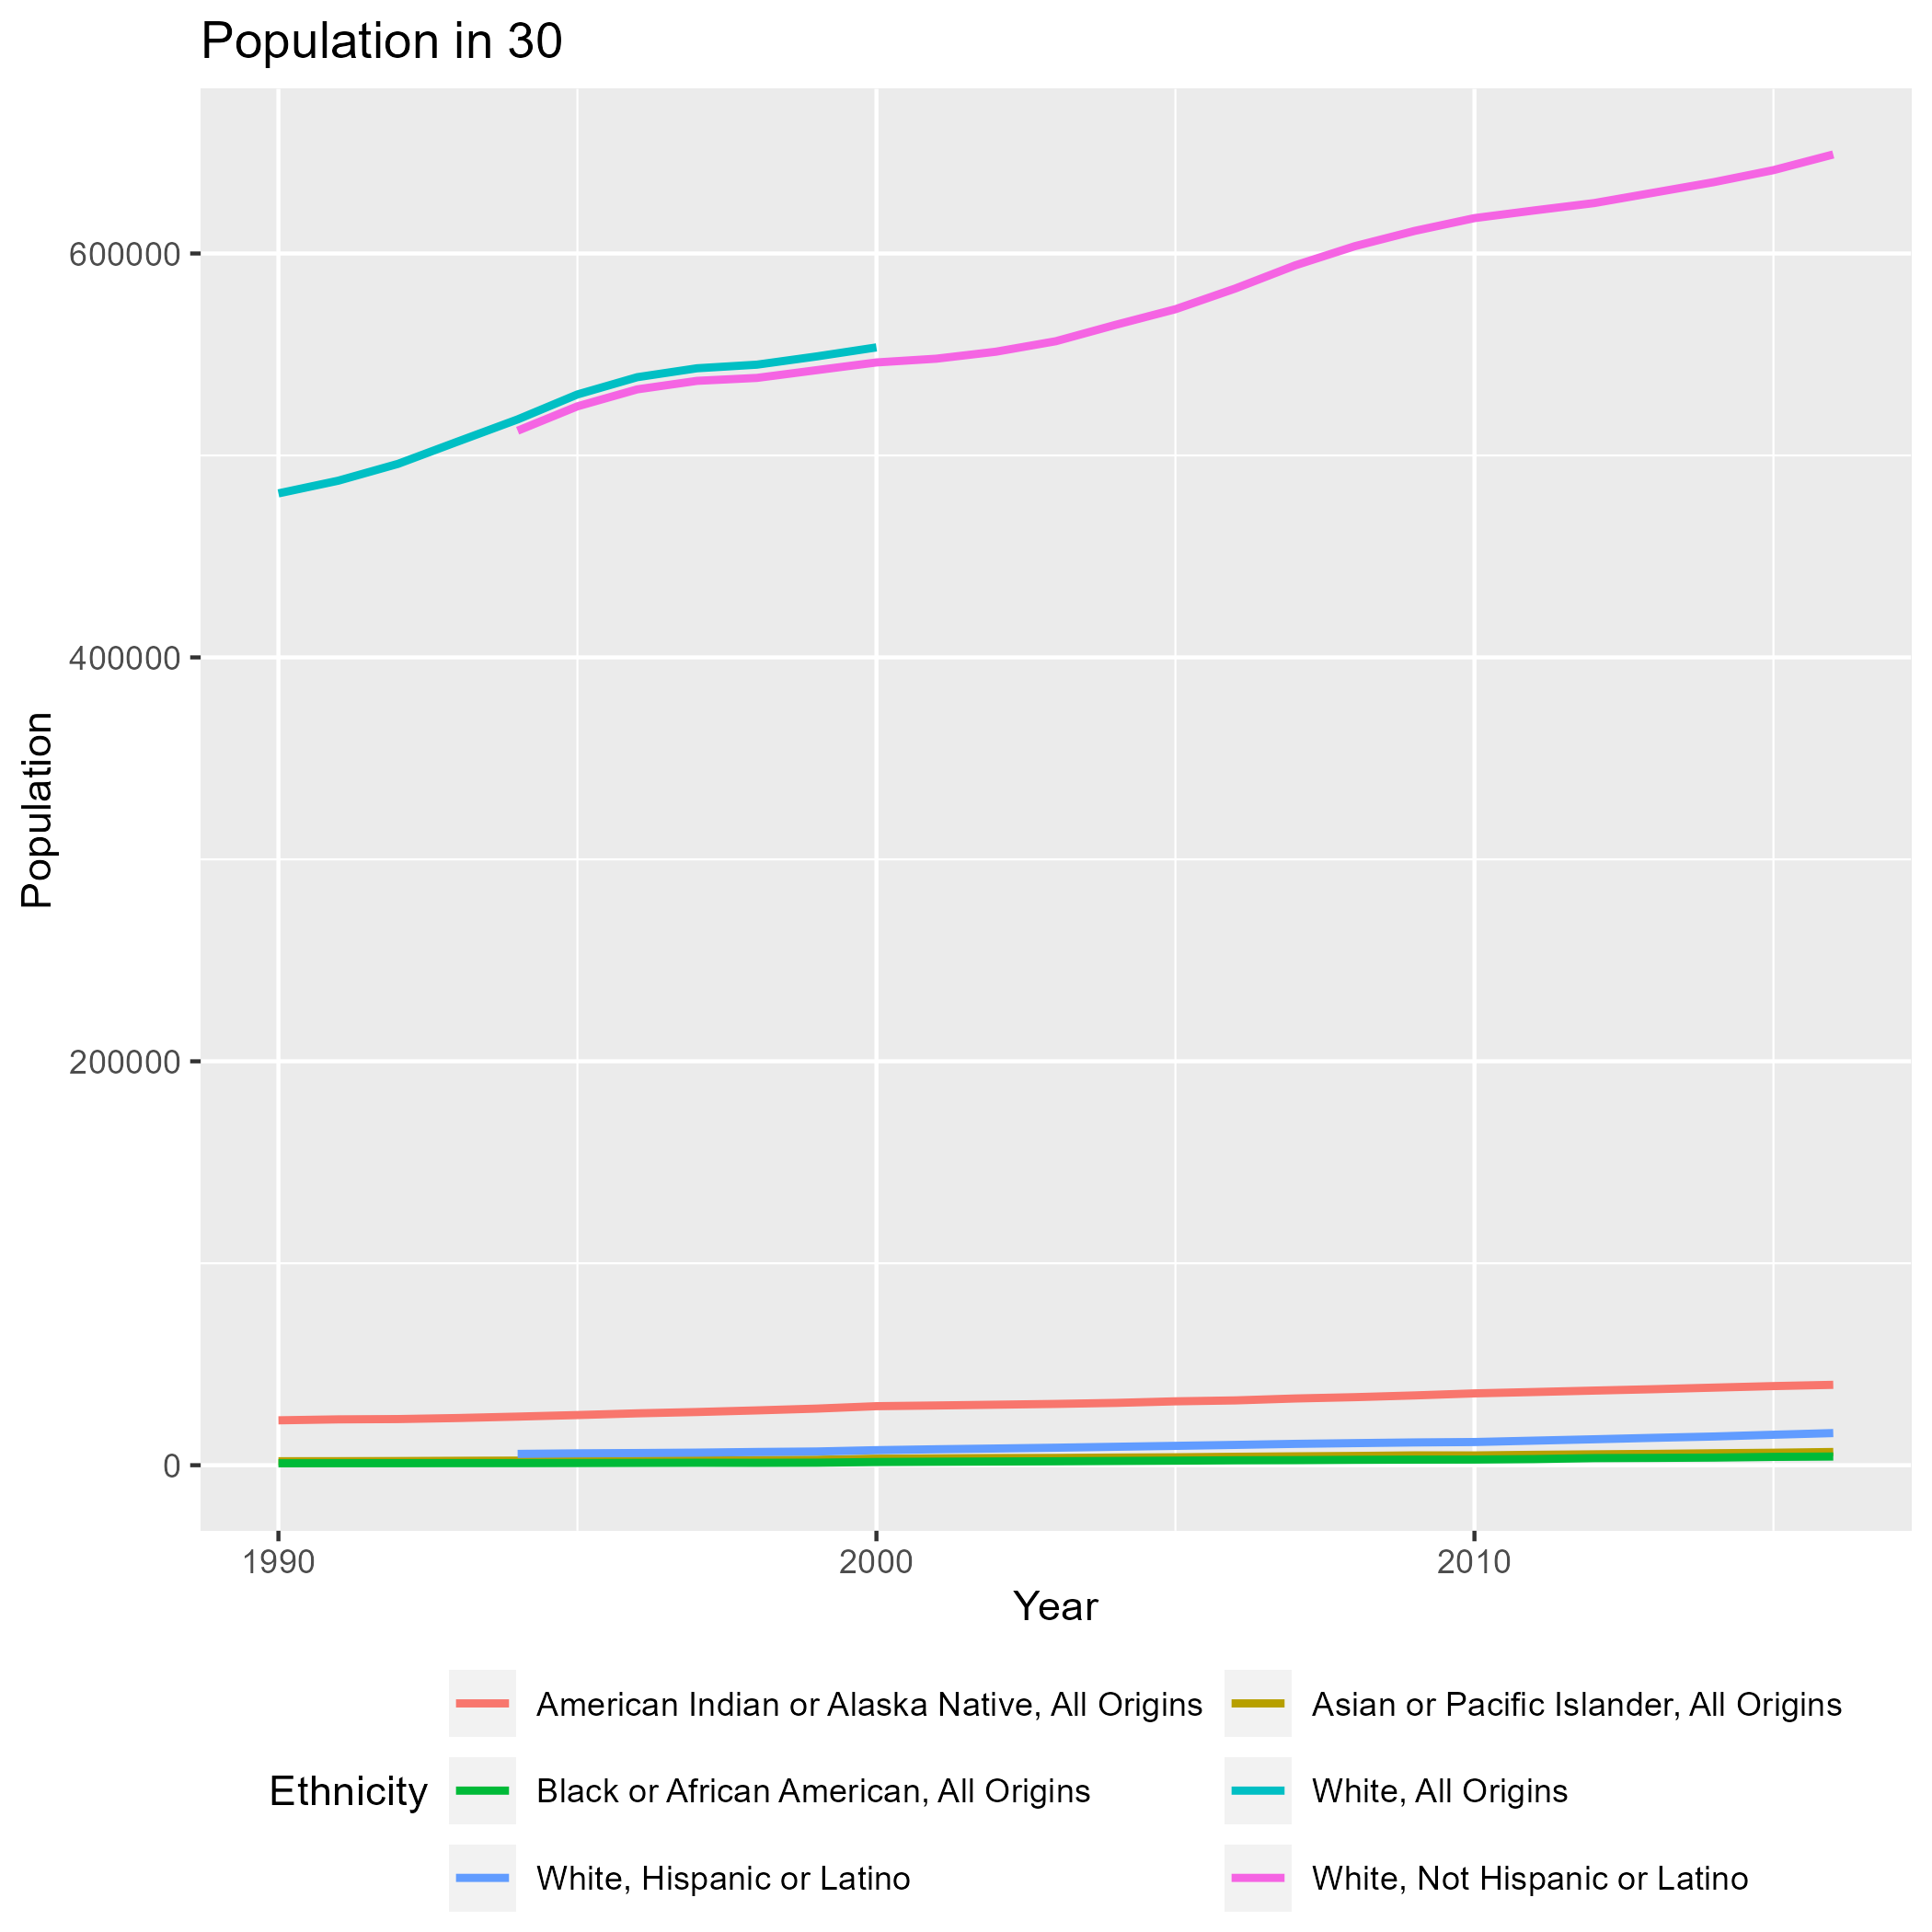 Population in 30
Population
600000
400000
200000
0
1990
2000
2010
Year
Ethnicity
American Indian or Alaska Native, All Origins
Asian or Pacific Islander, All Origins
Black or African American, All Origins
White, All Origins
White, Hispanic or Latino
White, Not Hispanic or Latino